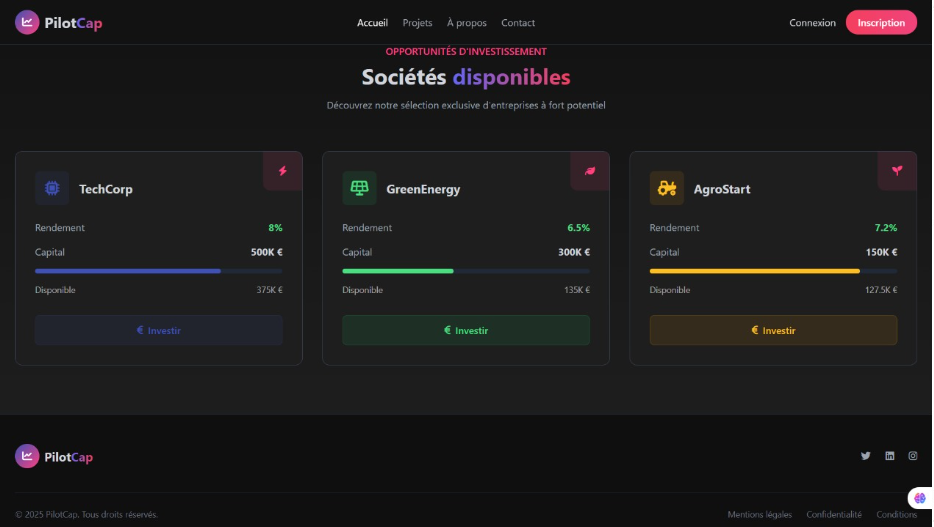 PilotCap
Accueil Projets À propos Contact
Connexion Inscription
OPPORTUNITÉS D'INVESTISSEMENT
Sociétés disponibles
Découvrez notre sélection exclusive d'entreprises à fort potentiel
TechCorp
Rendement 8%
Capital 500K €
Disponible 375K €
€ Investir
GreenEnergy
Rendement 6.5%
Capital 300K €
Disponible 135K €
€ Investir
AgroStart
Rendement 7.2%
Capital 150K €
Disponible 127.5K €
€ Investir
PilotCap
© 2025 PilotCap. Tous droits réservés.
Mentions légales Confidentialité Conditions